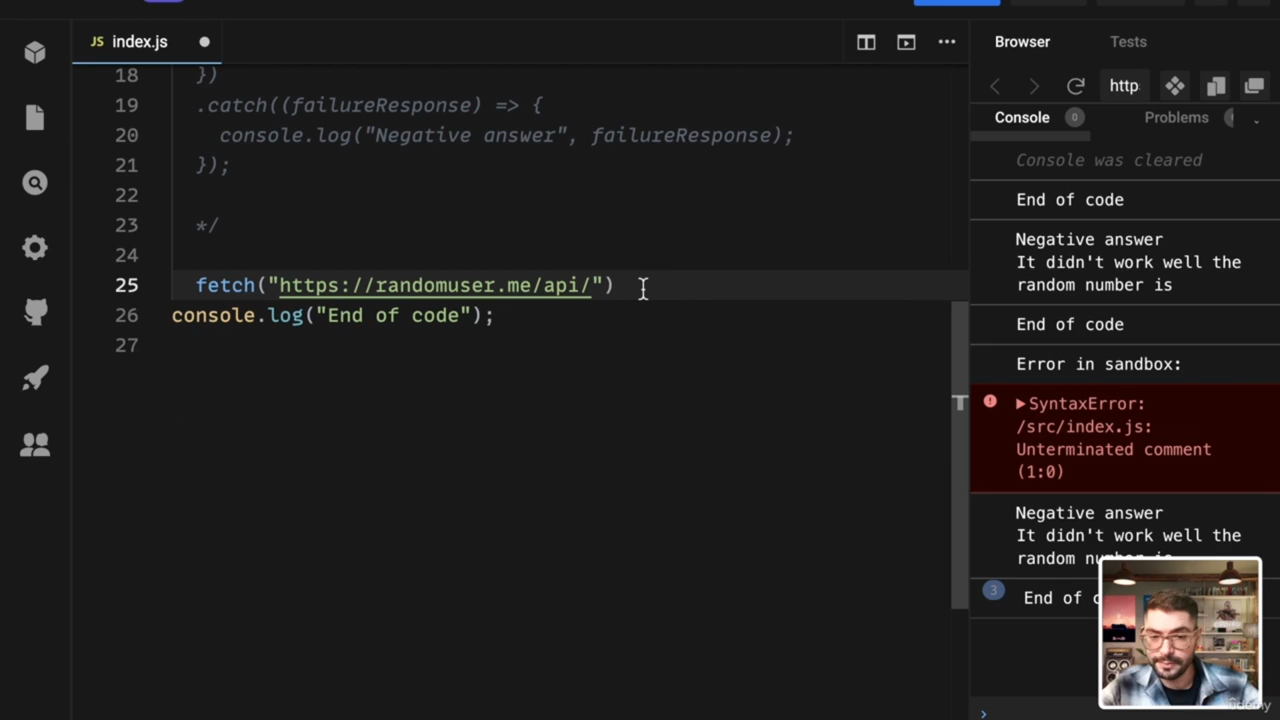 JS index.js
Browser
Tests
18 })
http
19 .catch((failureResponse) => {
Console 0
Problems
20 console.log("Negative answer", failureResponse);
21 });
Console was cleared
22
End of code
23 */
Negative answer
24
It didn't work well the
25 fetch("https://randomuser.me/api/")
random number is
26 console.log("End of code");
End of code
27
Error in sandbox:
SyntaxError:
/src/index.js:
Unterminated comment
(1:0)
Negative answer
It didn't work well the
random
3 End of